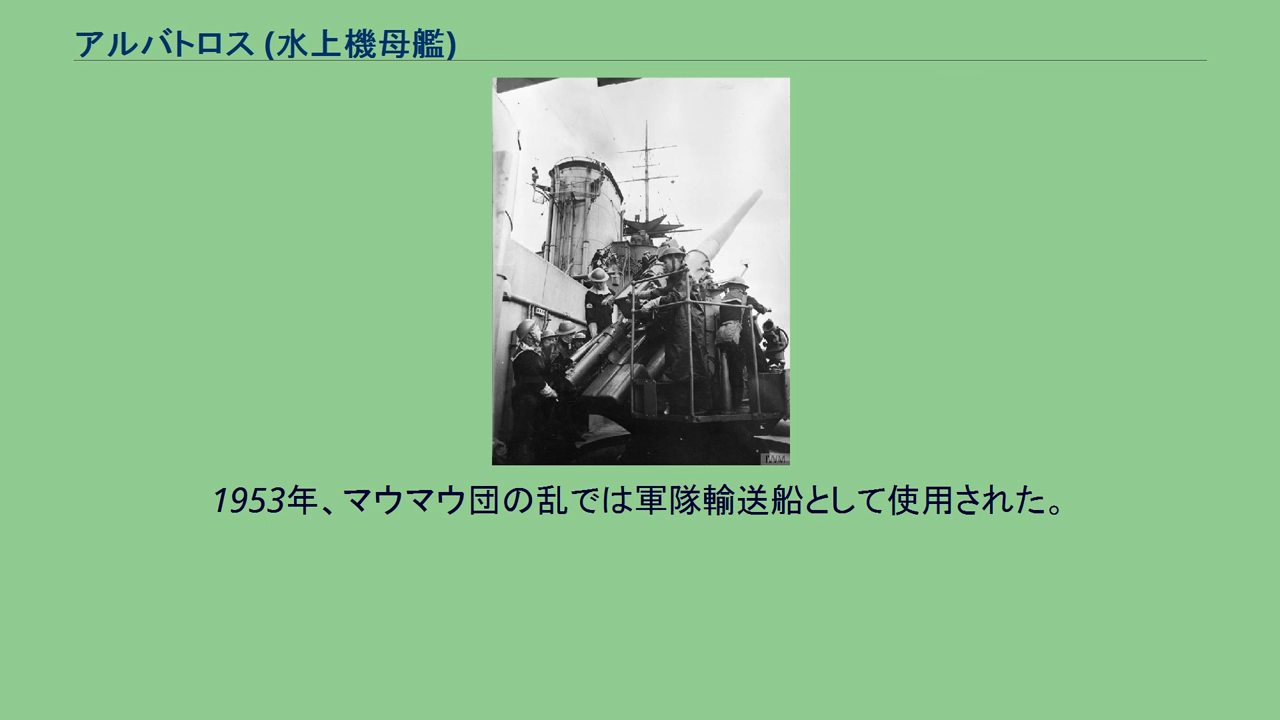 アルバトロス (水上機母艦)
1953年、マウマウ団の乱では軍隊輸送船として使用された。